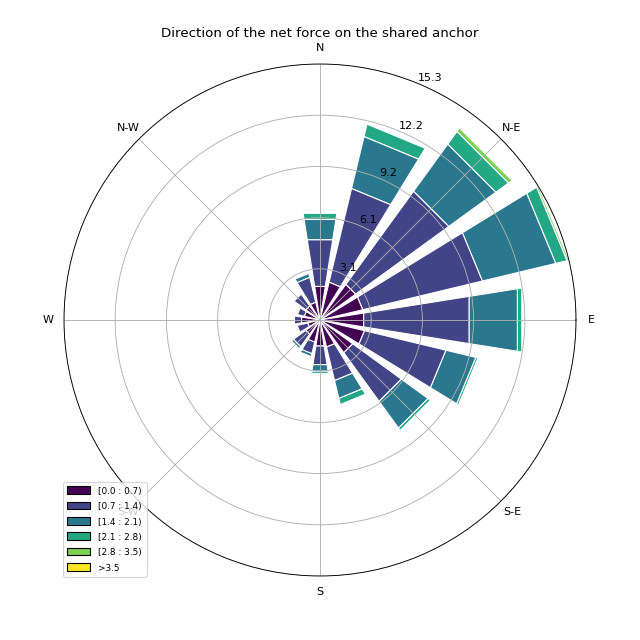 Direction of the net force on the shared anchor
N
15.3
N-W
12.2
N-E
9.2
6.1
3.1
W
E
[0.0 : 0.7)
[0.7 : 1.4)
S-W
S-E
[1.4 : 2.1)
[2.1 : 2.8)
[2.8 : 3.5)
>3.5
S